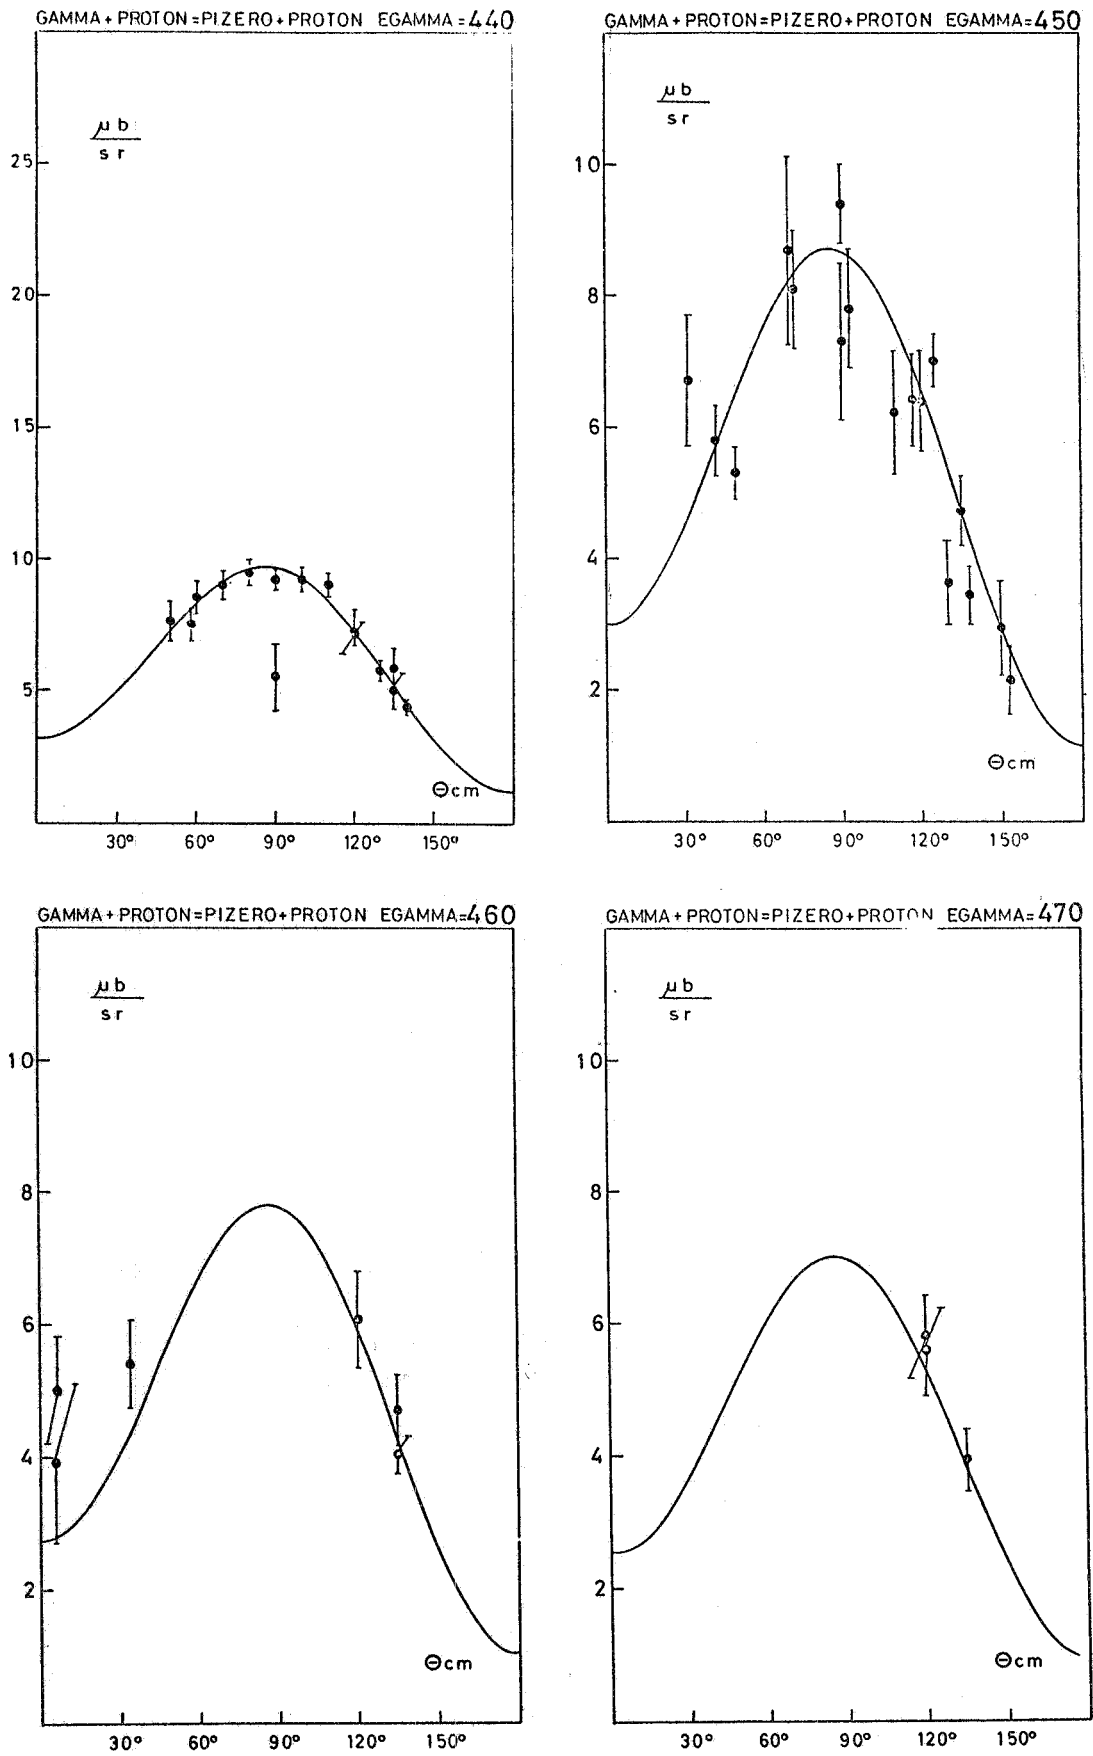 GAMMA + PROTON = PIZERO + PROTON EGAMMA = 440
μb
sr
25
20
15
10
5
Θcm
30° 60° 90° 120° 150°
GAMMA + PROTON = PIZERO + PROTON EGAMMA = 450
μb
sr
10
8
6
4
2
Θcm
30° 60° 90° 120° 150°
GAMMA + PROTON = PIZERO + PROTON EGAMMA = 460
μb
sr
10
8
6
4
2
Θcm
30° 60° 90° 120° 150°
GAMMA + PROTON = PIZERO + PROTON EGAMMA = 470
μb
sr
10
8
6
4
2
Θcm
30° 60° 90° 120° 150°